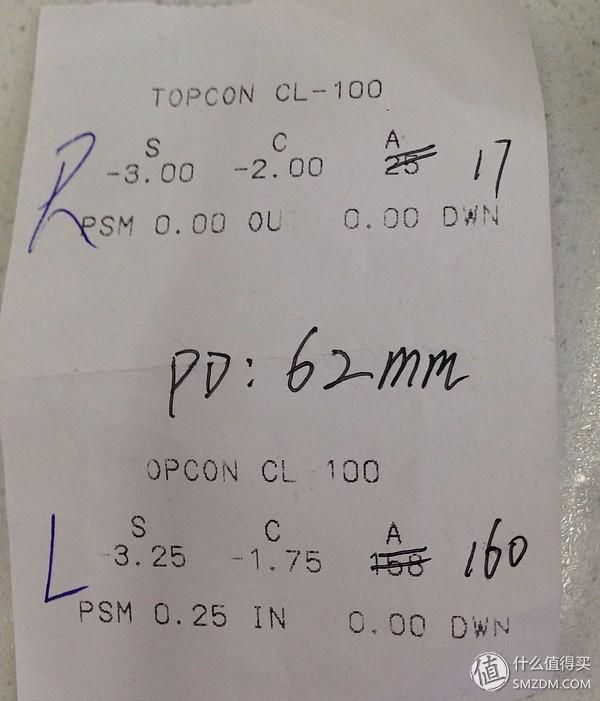 TOPCON CL-100
S C A
R -3.00 -2.00 25 17
PSM 0.00 OU 0.00 DWN
PD: 62mm
OPCON CL 100
S C A
L -3.25 -1.75 158 160
PSM 0.25 IN 0.00 DWN
值 什么值得买
SMZDM.COM